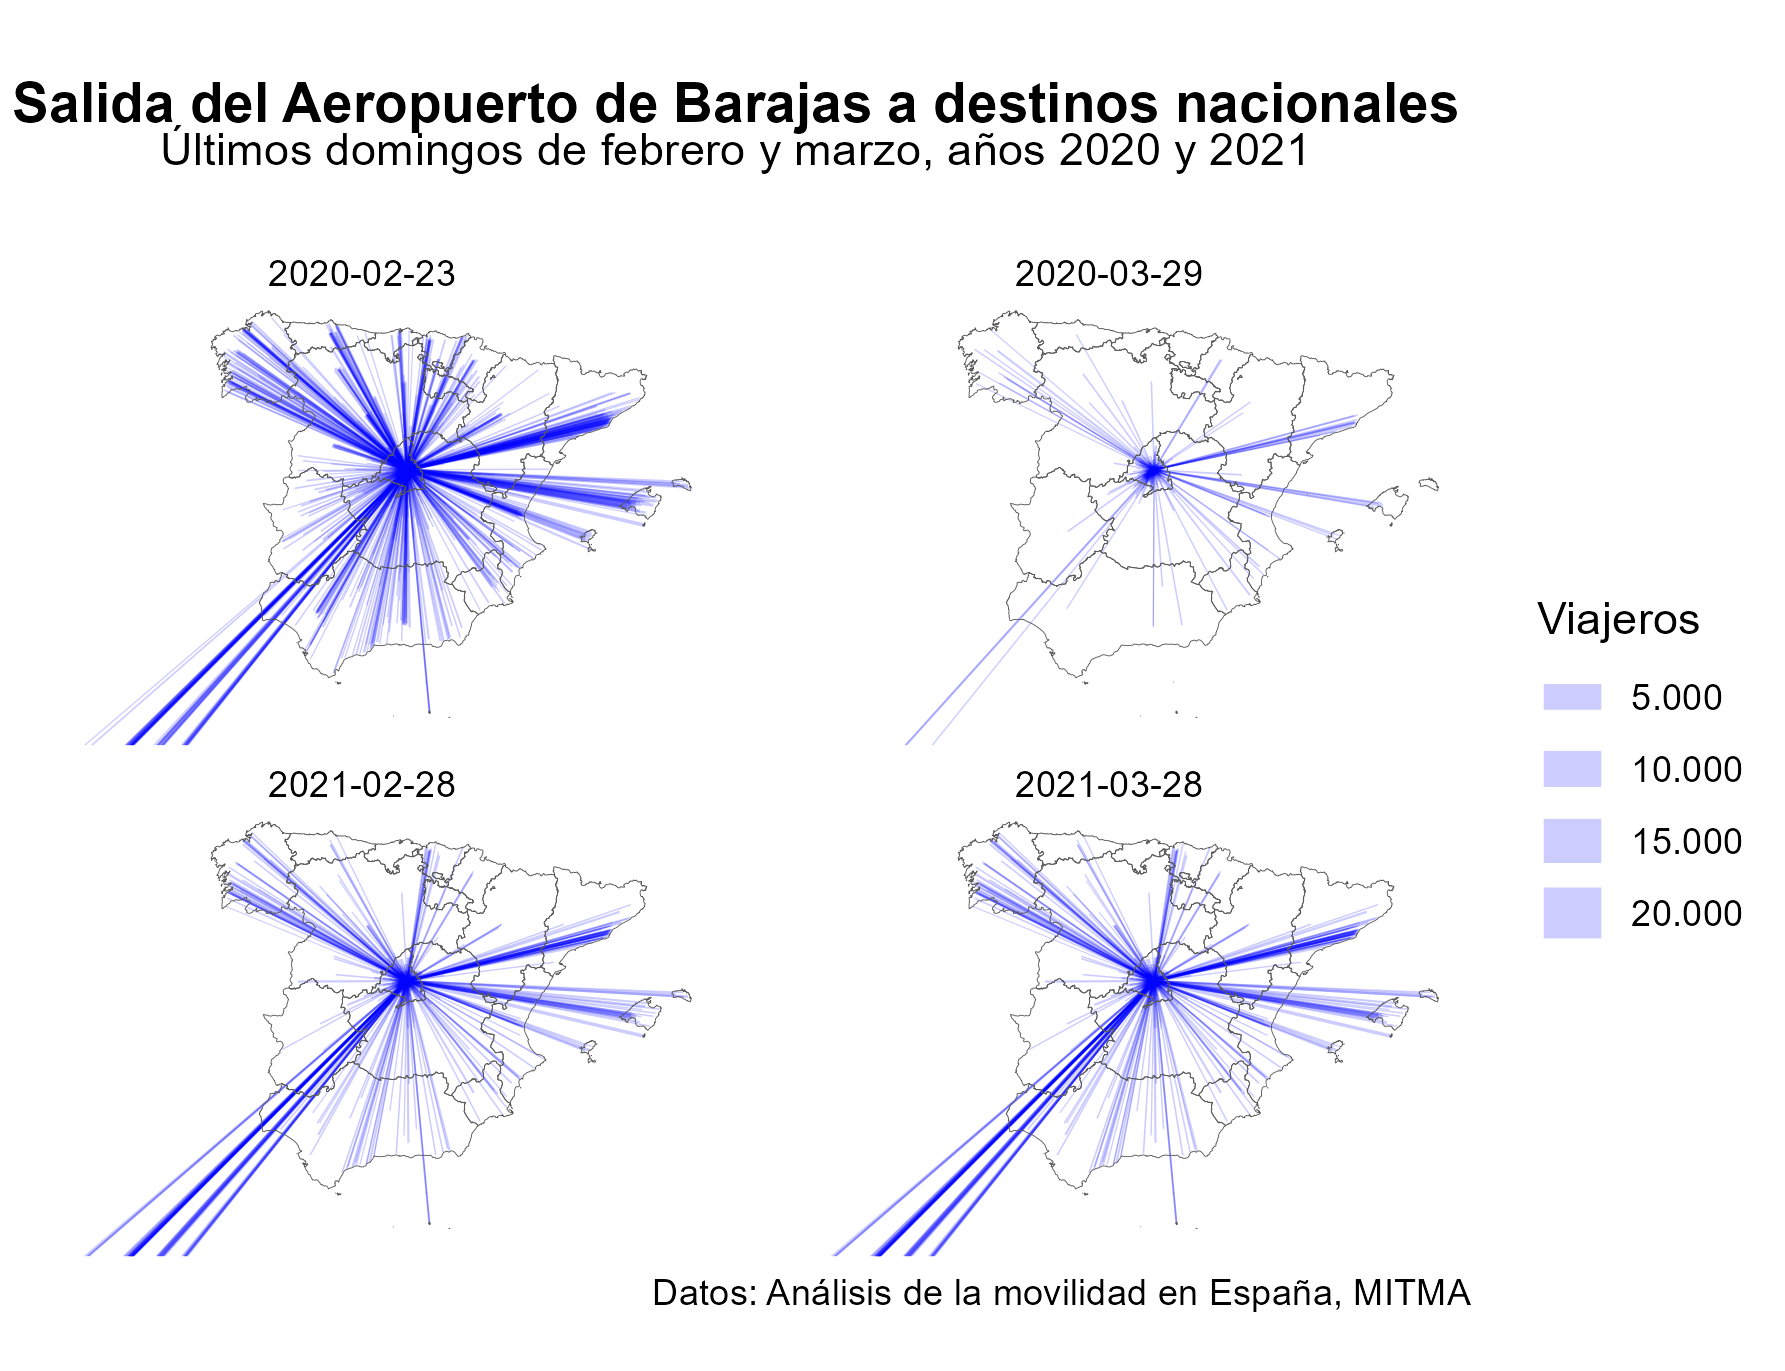 Salida del Aeropuerto de Barajas a destinos nacionales
Últimos domingos de febrero y marzo, años 2020 y 2021
2020-02-23
2020-03-29
2021-02-28
2021-03-28
Viajeros
5.000
10.000
15.000
20.000
Datos: Análisis de la movilidad en España, MITMA